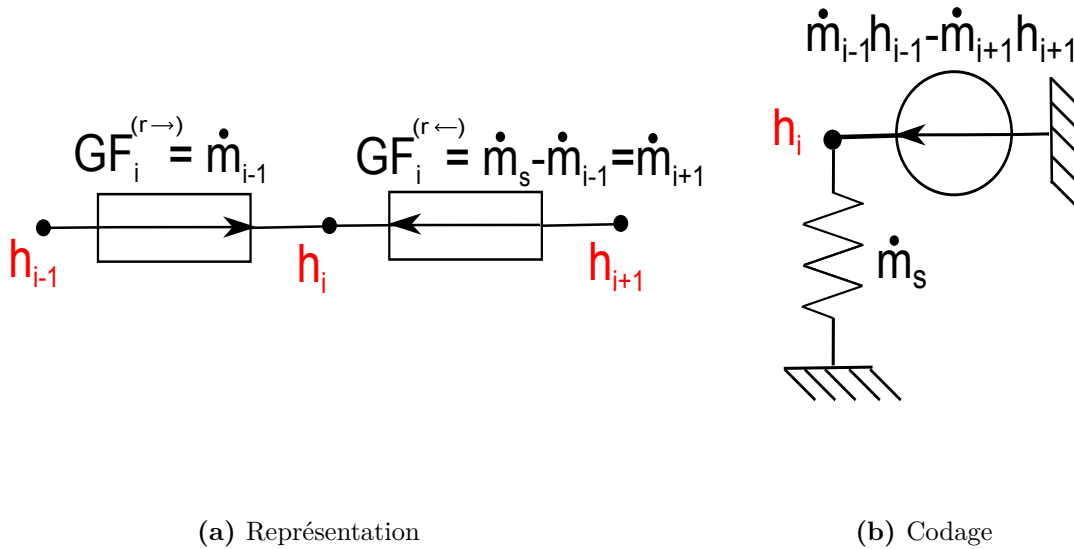 ṁi-1hi-1-ṁi+1hi+1
GFi(r→) = ṁi-1
GFi(r←) = ṁs-ṁi-1=ṁi+1
hi
hi-1
hi
hi+1
ṁs
(a) Représentation
(b) Codage